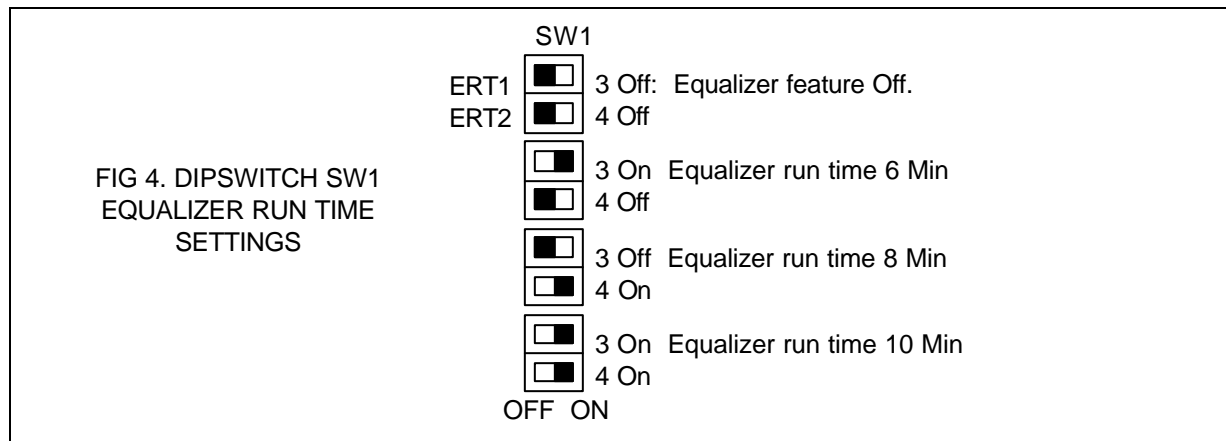 SW1
ERT1 3 Off: Equalizer feature Off.
ERT2 4 Off
3 On Equalizer run time 6 Min
4 Off
FIG 4. DIPSWITCH SW1
EQUALIZER RUN TIME
SETTINGS
3 Off Equalizer run time 8 Min
4 On
3 On Equalizer run time 10 Min
4 On
OFF ON